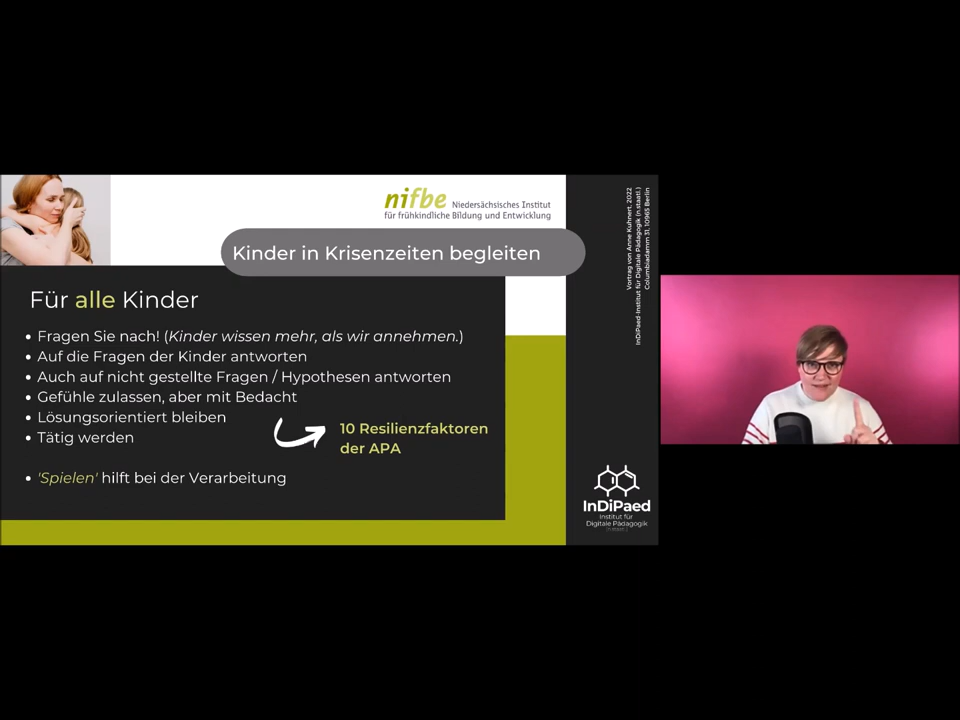 nifbe Niedersächsisches Institut
für frühkindliche Bildung und Entwicklung
Kinder in Krisenzeiten begleiten
Für alle Kinder
• Fragen Sie nach! (Kinder wissen mehr, als wir annehmen.)
• Auf die Fragen der Kinder antworten
• Auch auf nicht gestellte Fragen / Hypothesen antworten
• Gefühle zulassen, aber mit Bedacht
• Lösungsorientiert bleiben
• Tätig werden
10 Resilienzfaktoren
der APA
• 'Spielen' hilft bei der Verarbeitung
Vortrag von Anne Kuhnert, 2022
InDiPaed-Institut für Digitale Pädagogik (n.staatl.)
Columbiadamm 31, 10965 Berlin
InDiPaed
Institut für
Digitale Pädagogik